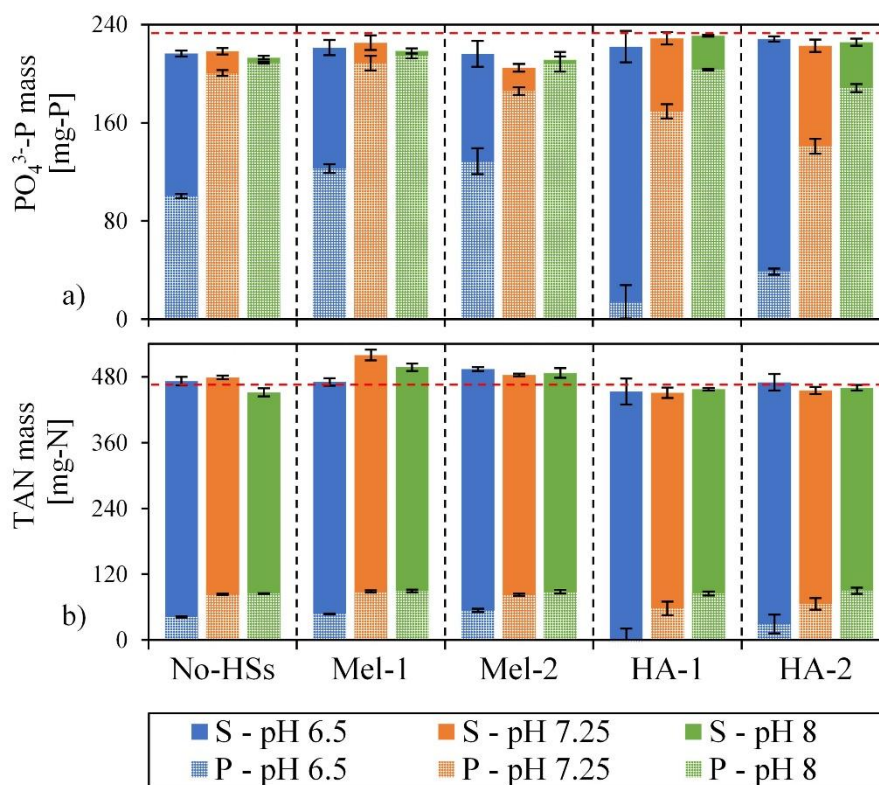 PO₄³⁻-P mass
[mg-P]
240
160
80
0
a)
TAN mass
[mg-N]
480
360
240
120
0
b)
No-HSs Mel-1 Mel-2 HA-1 HA-2
S - pH 6.5 S - pH 7.25 S - pH 8
P - pH 6.5 P - pH 7.25 P - pH 8